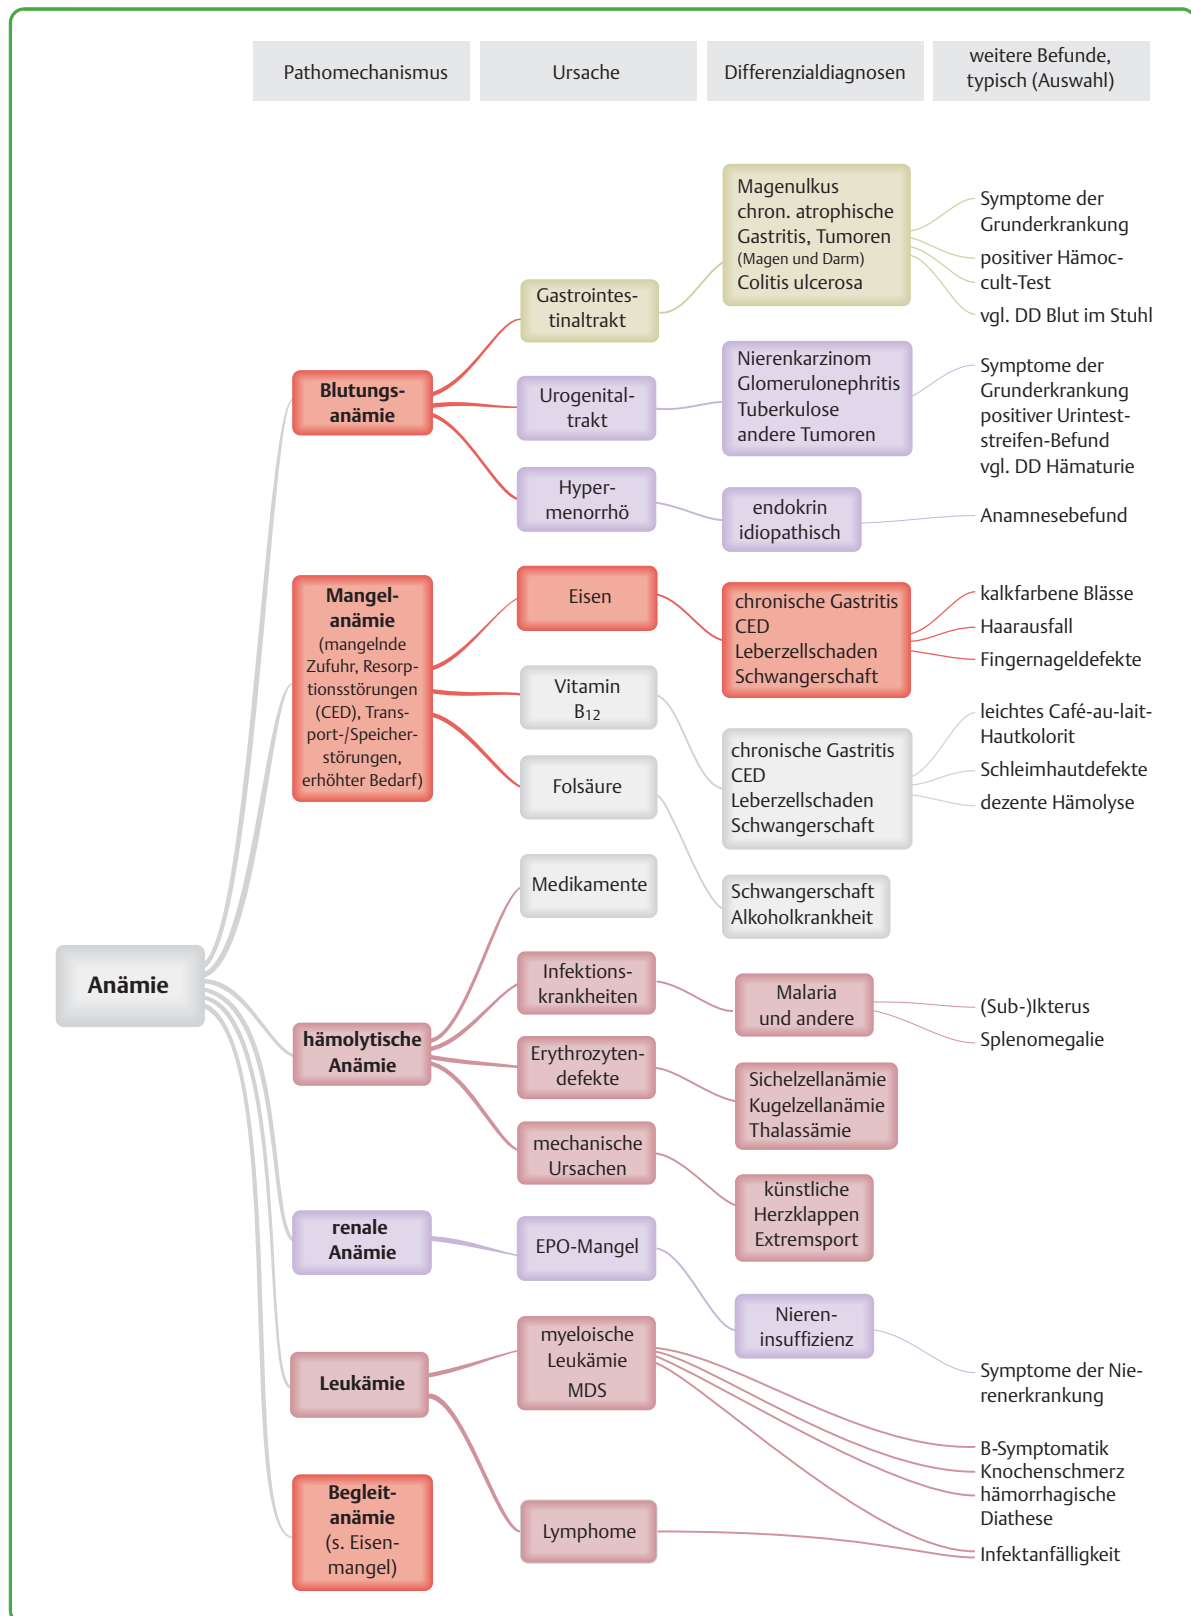 Pathomechanismus
Ursache
Differenzialdiagnosen
weitere Befunde,
typisch (Auswahl)
Anämie
Blutungs-
anämie
Gastrointes-
tinaltrakt
Magenulkus
chron. atrophische
Gastritis, Tumoren
(Magen und Darm)
Colitis ulcerosa
Symptome der
Grunderkrankung
positiver Hämoc-
cult-Test
vgl. DD Blut im Stuhl
Urogenital-
trakt
Nierenkarzinom
Glomerulonephritis
Tuberkulose
andere Tumoren
Symptome der
Grunderkrankung
positiver Urintest-
streifen-Befund
vgl. DD Hämaturie
Hyper-
menorrhö
endokrin
idiopathisch
Anamnesebefund
Mangel-
anämie
(mangelnde
Zufuhr, Resorp-
tionsstörungen
(CED), Trans-
port-/Speicher-
störungen,
erhöhter Bedarf)
Eisen
chronische Gastritis
CED
Leberzellschaden
Schwangerschaft
kalkfarbene Blässe
Haarausfall
Fingernageldefekte
Vitamin
B12
chronische Gastritis
CED
Leberzellschaden
Schwangerschaft
leichtes Café-au-lait-
Hautkolorit
Schleimhautdefekte
dezente Hämolyse
Folsäure
Schwangerschaft
Alkoholkrankheit
hämolytische
Anämie
Medikamente
Infektions-
krankheiten
Malaria
und andere
(Sub-)Ikterus
Splenomegalie
Erythrozyten-
defekte
Sichelzellanämie
Kugelzellanämie
Thalassämie
mechanische
Ursachen
künstliche
Herzklappen
Extremsport
renale
Anämie
EPO-Mangel
Nieren-
insuffizienz
Symptome der Nie-
renerkrankung
Leukämie
myeloische
Leukämie
MDS
B-Symptomatik
Knochenschmerz
hämorrhagische
Diathese
Infektanfälligkeit
Lymphome
Begleit-
anämie
(s. Eisen-
mangel)